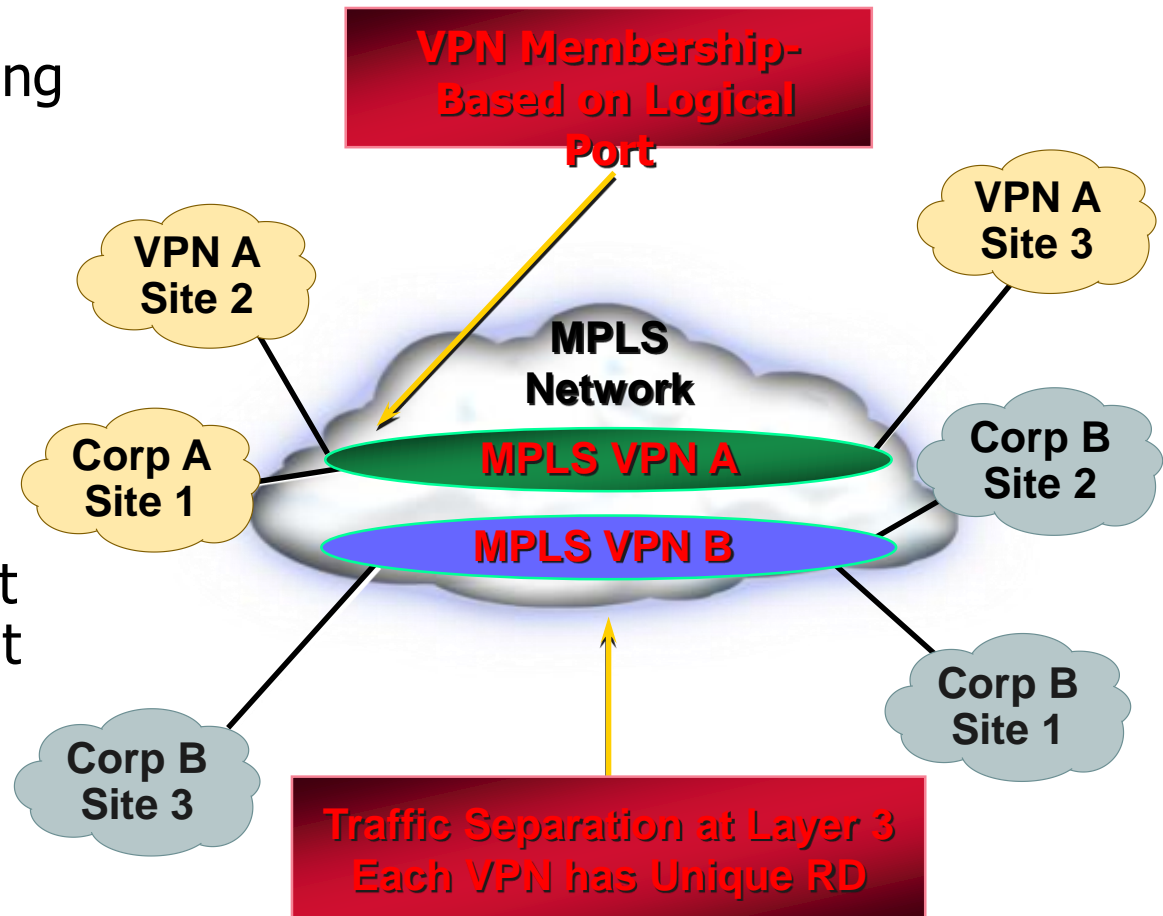 ng
VPN Membership-
Based on Logical
Port
VPN A
Site 3
VPN A
Site 2
MPLS
Network
Corp A
Site 1
MPLS VPN A
Corp B
Site 2
MPLS VPN B
t
t
Corp B
Site 1
Corp B
Site 3
Traffic Separation at Layer 3
Each VPN has Unique RD